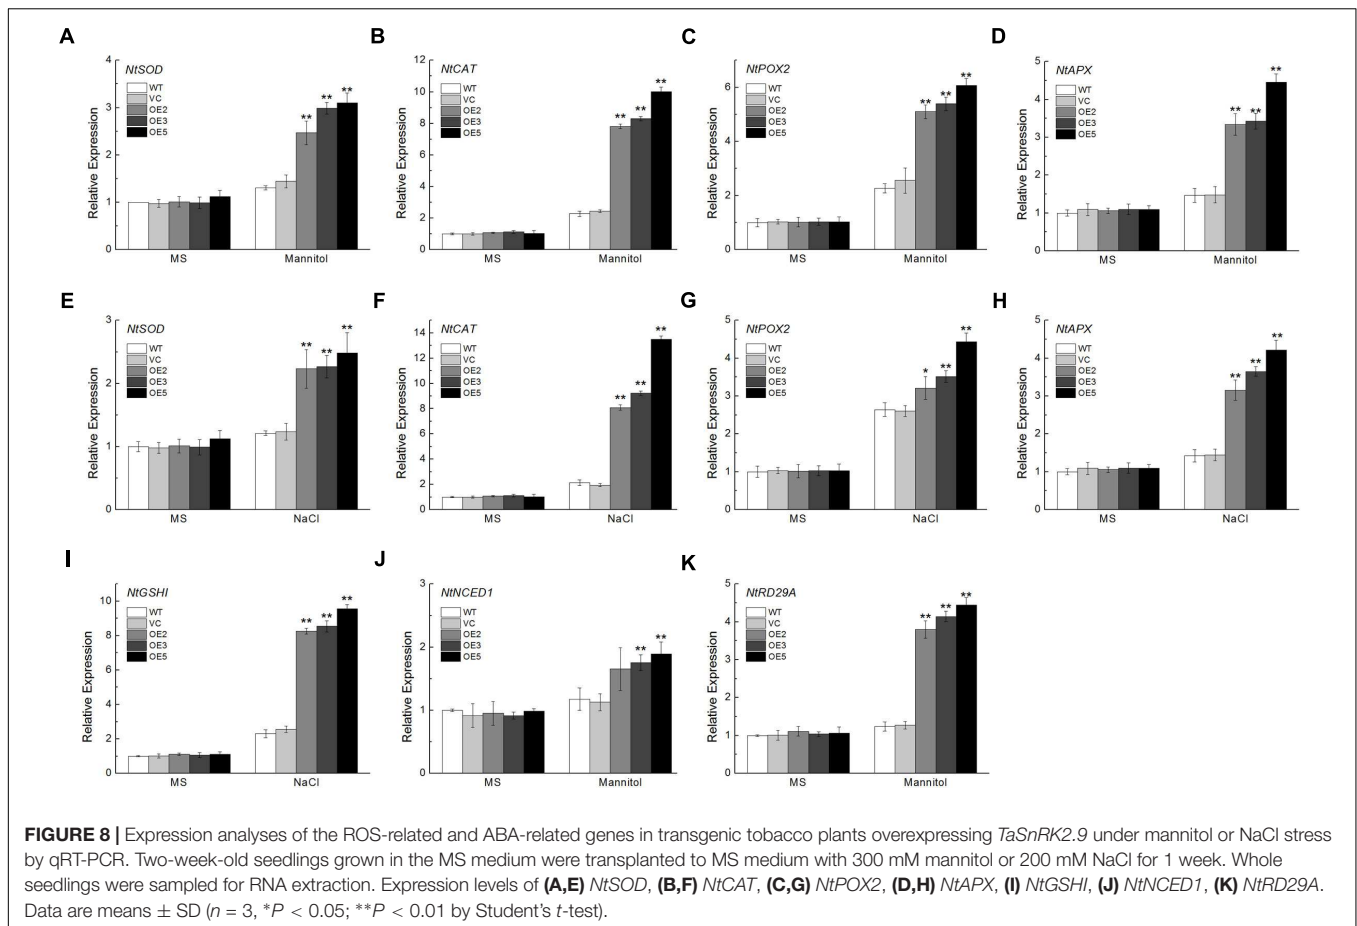 A
NtSOD
WT
VC
OE2
OE3
OE5
Relative Expression
4
3
2
1
0
** ** **
MS Mannitol
B
NtCAT
WT
VC
OE2
OE3
OE5
Relative Expression
12
10
8
6
4
2
0
** ** **
MS Mannitol
C
NtPOX2
WT
VC
OE2
OE3
OE5
Relative Expression
6
4
2
0
** ** **
MS Mannitol
D
NtAPX
WT
VC
OE2
OE3
OE5
Relative Expression
5
4
3
2
1
0
** ** **
MS Mannitol
E
NtSOD
WT
VC
OE2
OE3
OE5
Relative Expression
3
2
1
0
** ** **
MS NaCl
F
NtCAT
WT
VC
OE2
OE3
OE5
Relative Expression
14
12
10
8
6
4
2
0
** ** **
MS NaCl
G
NtPOX2
WT
VC
OE2
OE3
OE5
Relative Expression
5
4
3
2
1
0
* ** **
MS NaCl
H
NtAPX
WT
VC
OE2
OE3
OE5
Relative Expression
5
4
3
2
1
0
** ** **
MS NaCl
I
NtGSHI
WT
VC
OE2
OE3
OE5
Relative Expression
10
8
6
4
2
0
** ** **
MS NaCl
J
NtNCED1
WT
VC
OE2
OE3
OE5
Relative Expression
3
2
1
0
** **
MS Mannitol
K
NtRD29A
WT
VC
OE2
OE3
OE5
Relative Expression
5
4
3
2
1
0
** ** **
MS Mannitol
FIGURE 8 | Expression analyses of the ROS-related and ABA-related genes in transgenic tobacco plants overexpressing TaSnRK2.9 under mannitol or NaCl stress
by qRT-PCR. Two-week-old seedlings grown in the MS medium were transplanted to MS medium with 300 mM mannitol or 200 mM NaCl for 1 week. Whole
seedlings were sampled for RNA extraction. Expression levels of (A,E) NtSOD, (B,F) NtCAT, (C,G) NtPOX2, (D,H) NtAPX, (I) NtGSHI, (J) NtNCED1, (K) NtRD29A.
Data are means ± SD (n = 3, *P < 0.05; **P < 0.01 by Student's t-test).